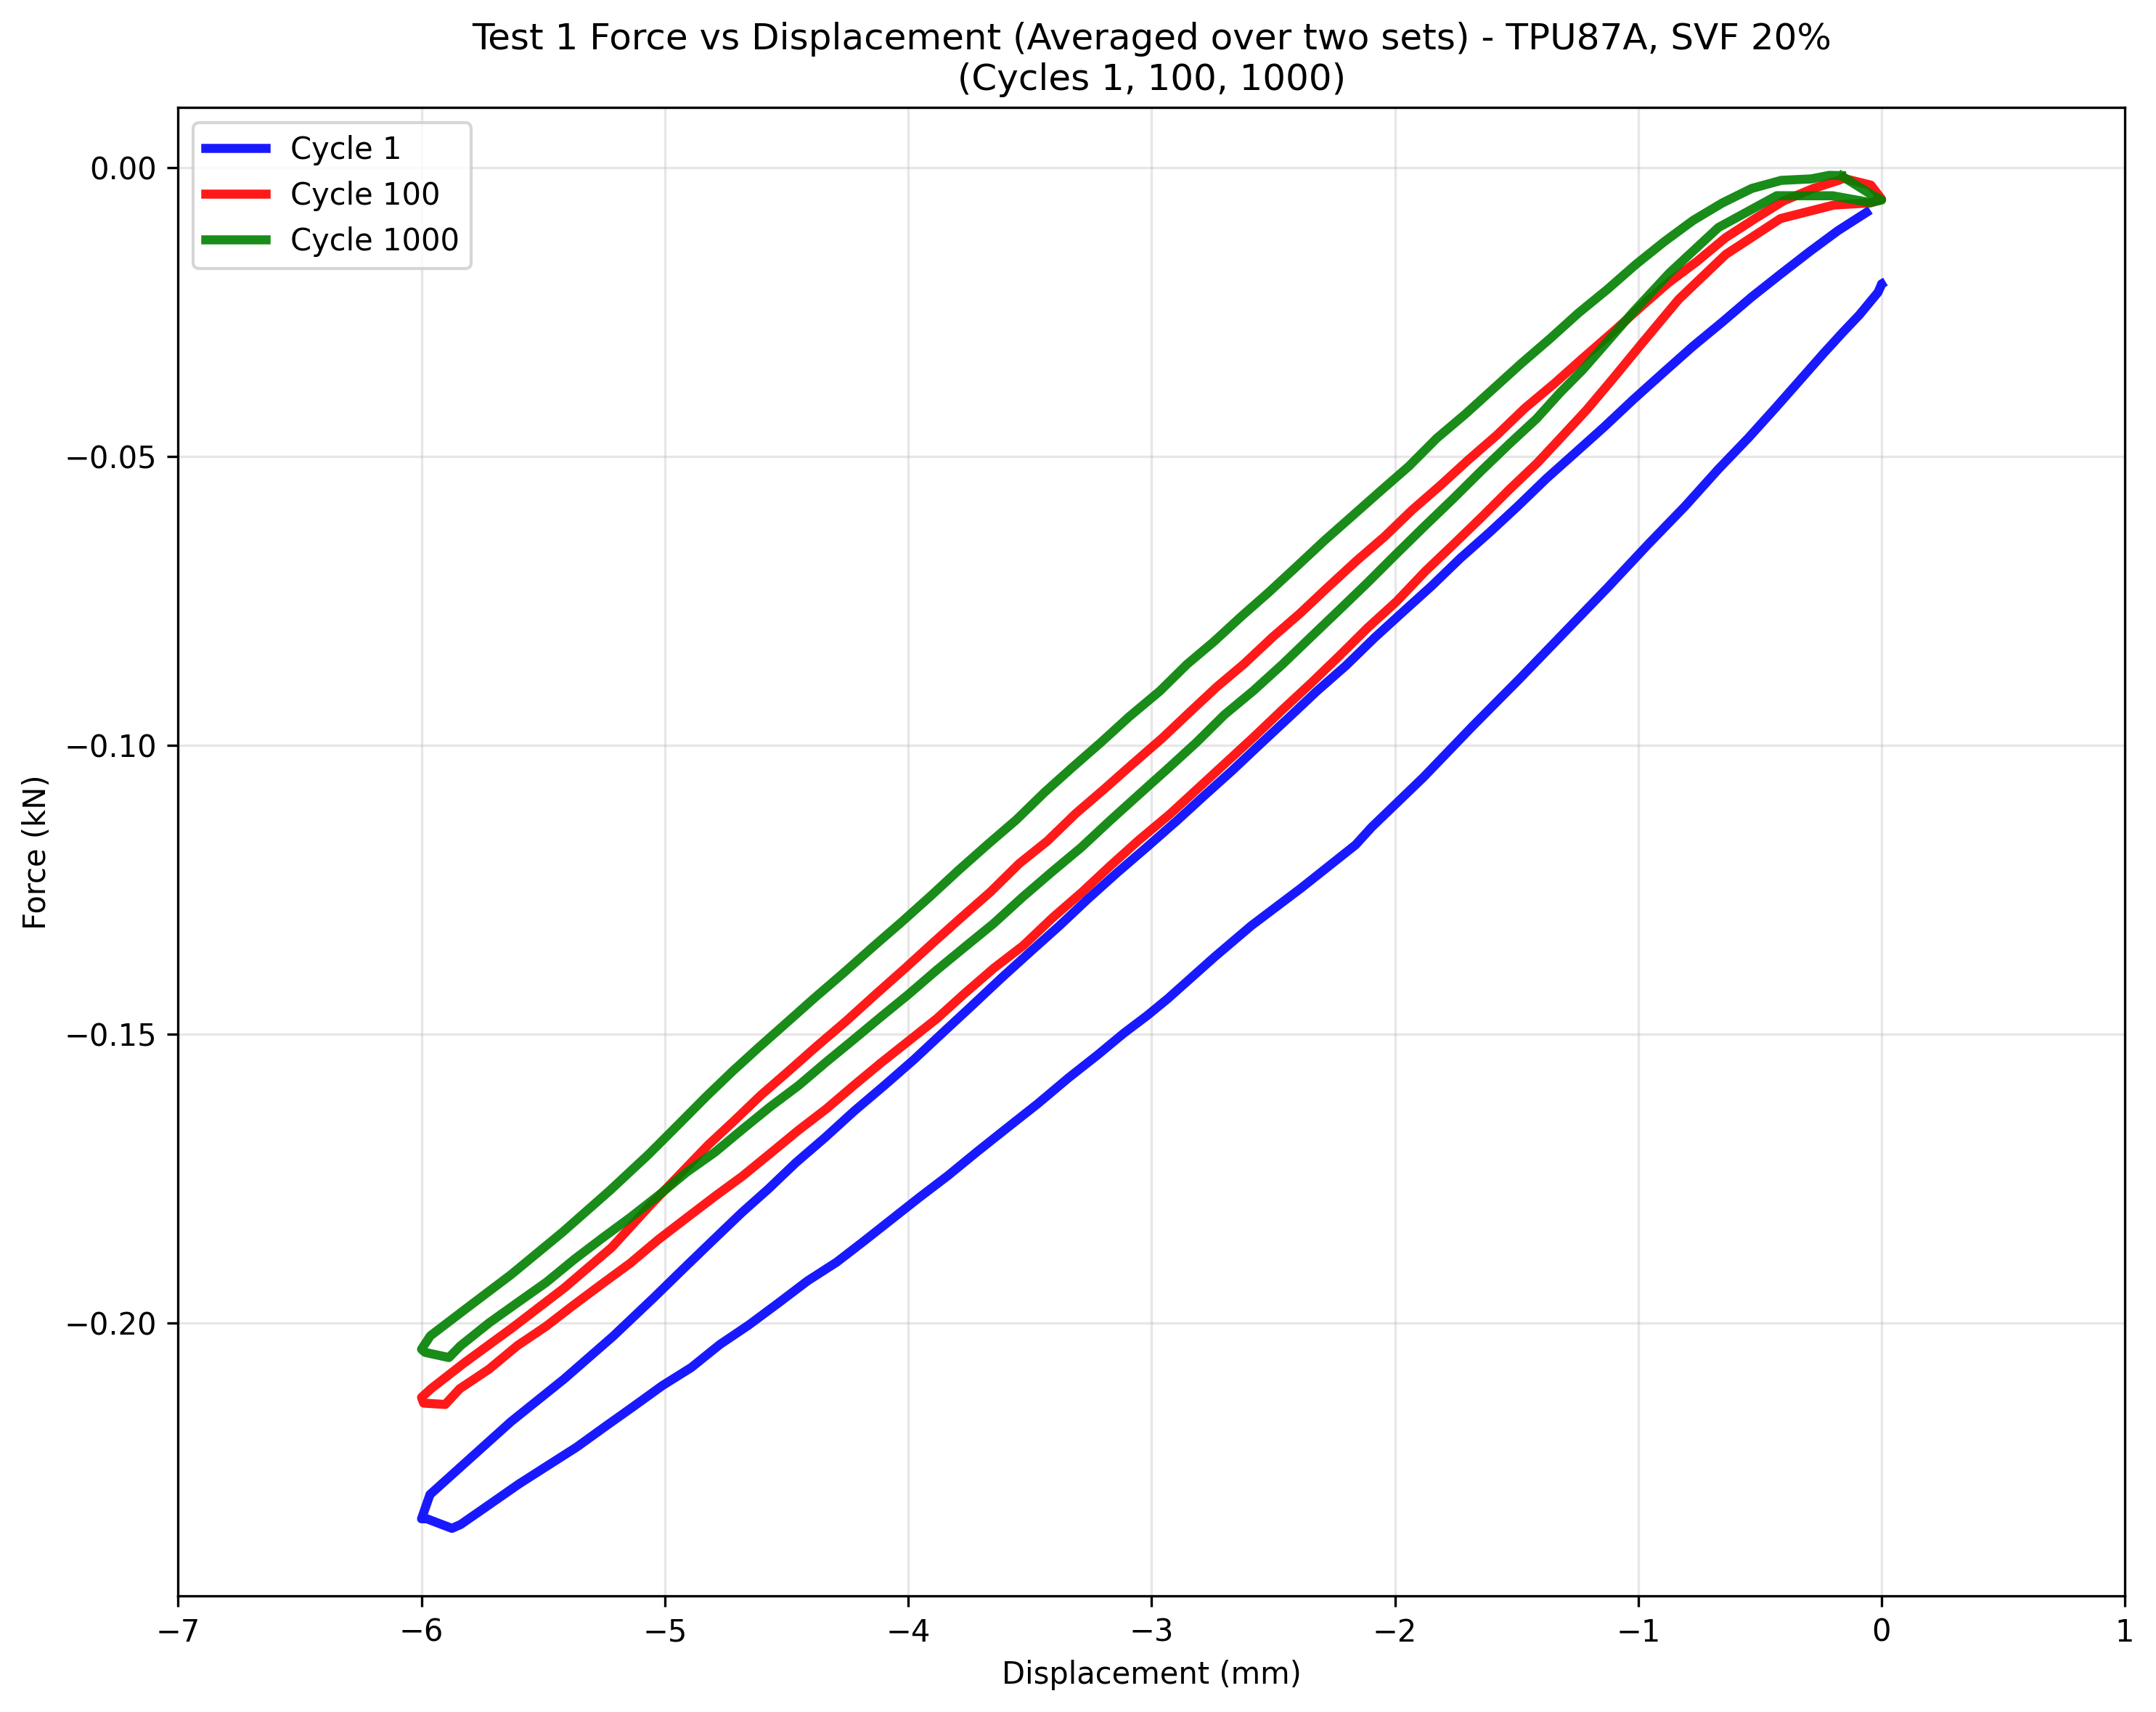 Test 1 Force vs Displacement (Averaged over two sets) - TPU87A, SVF 20%
(Cycles 1, 100, 1000)
Cycle 1
Cycle 100
Cycle 1000
0.00
−0.05
−0.10
−0.15
−0.20
Force (kN)
−7 −6 −5 −4 −3 −2 −1 0 1
Displacement (mm)